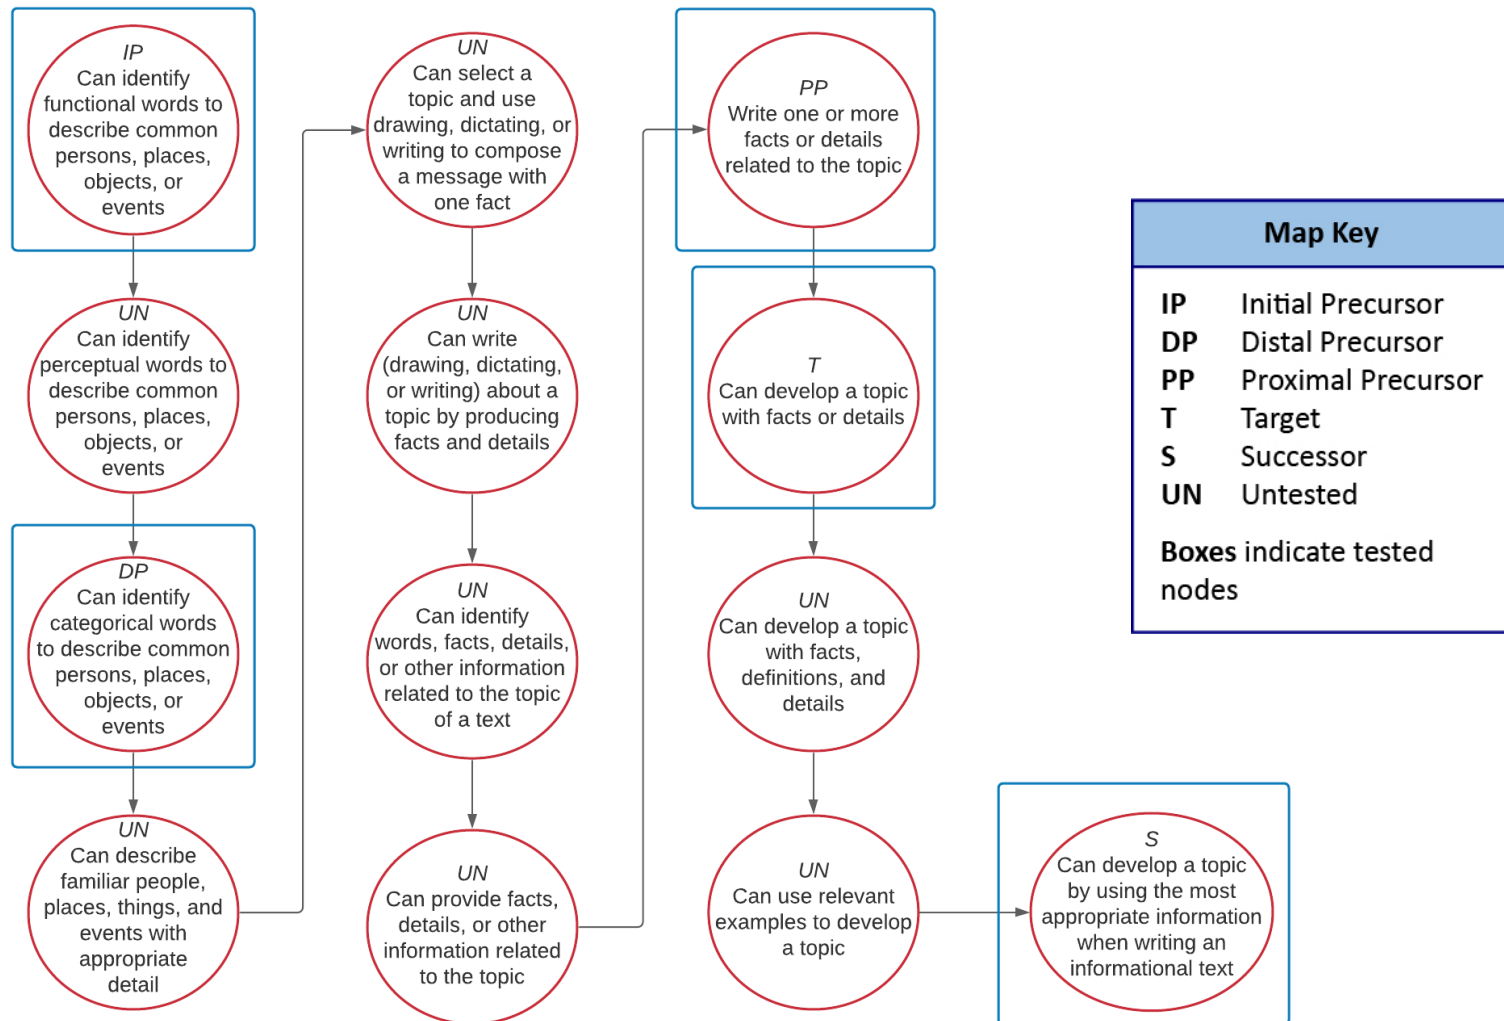 IP
Can identify
functional words to
describe common
persons, places,
objects, or
events
UN
Can identify
perceptual words to
describe common
persons, places,
objects, or
events
DP
Can identify
categorical words
to describe common
persons, places,
objects, or
events
UN
Can describe
familiar people,
places, things, and
events with
appropriate
detail
UN
Can select a
topic and use
drawing, dictating, or
writing to compose
a message with
one fact
UN
Can write
(drawing, dictating,
or writing) about a
topic by producing
facts and details
UN
Can identify
words, facts, details,
or other information
related to the topic
of a text
UN
Can provide facts,
details, or other
information related
to the topic
PP
Write one or more
facts or details
related to the topic
T
Can develop a topic
with facts or details
UN
Can develop a topic
with facts,
definitions, and
details
UN
Can use relevant
examples to develop
a topic
S
Can develop a topic
by using the most
appropriate information
when writing an
informational text
Map Key
IP Initial Precursor
DP Distal Precursor
PP Proximal Precursor
T Target
S Successor
UN Untested
Boxes indicate tested
nodes